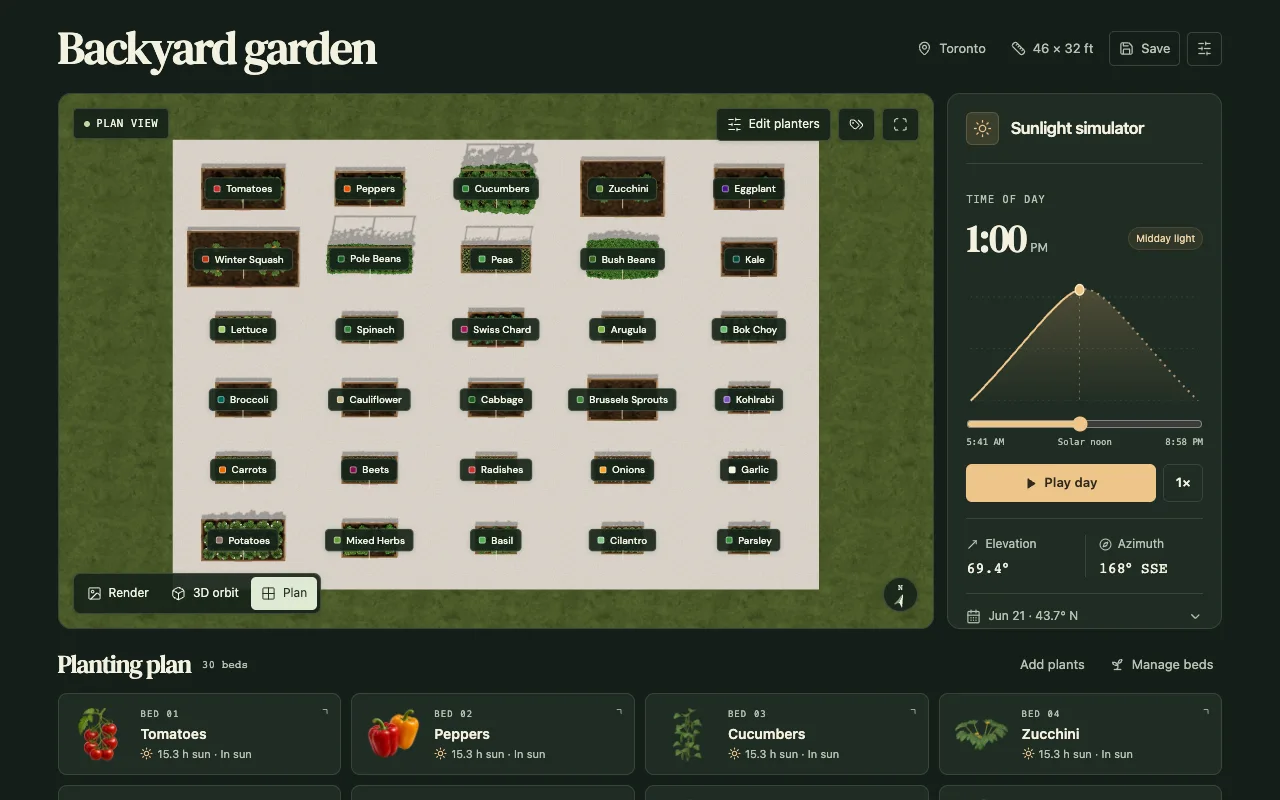 Backyard garden
Toronto
46 × 32 ft
Save
PLAN VIEW
Edit planters
Tomatoes
Peppers
Cucumbers
Zucchini
Eggplant
Winter Squash
Pole Beans
Peas
Bush Beans
Kale
Lettuce
Spinach
Swiss Chard
Arugula
Bok Choy
Broccoli
Cauliflower
Cabbage
Brussels Sprouts
Kohlrabi
Carrots
Beets
Radishes
Onions
Garlic
Potatoes
Mixed Herbs
Basil
Cilantro
Parsley
Render
3D orbit
Plan
N
Sunlight simulator
TIME OF DAY
1:00 PM
Midday light
5:41 AM
Solar noon
8:58 PM
Play day
1×
Elevation
69.4°
Azimuth
168° SSE
Jun 21 · 43.7° N
Planting plan
30 beds
Add plants
Manage beds
BED 01
Tomatoes
15.3 h sun · In sun
BED 02
Peppers
15.3 h sun · In sun
BED 03
Cucumbers
15.3 h sun · In sun
BED 04
Zucchini
15.3 h sun · In sun